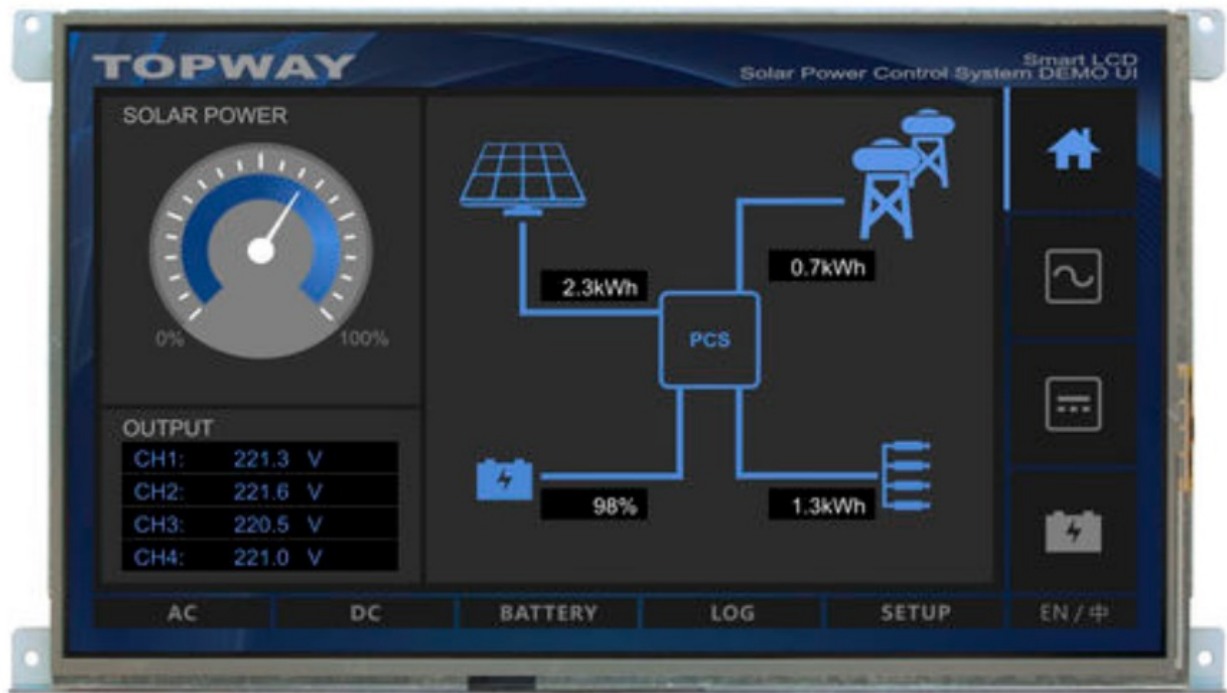 TOPWAY
Smart LCD
Solar Power Control System DEMO UI
SOLAR POWER
0%
100%
OUTPUT
CH1: 221.3 V
CH2: 221.6 V
CH3: 220.5 V
CH4: 221.0 V
2.3kWh
0.7kWh
PCS
98%
1.3kWh
AC
DC
BATTERY
LOG
SETUP
EN / 中